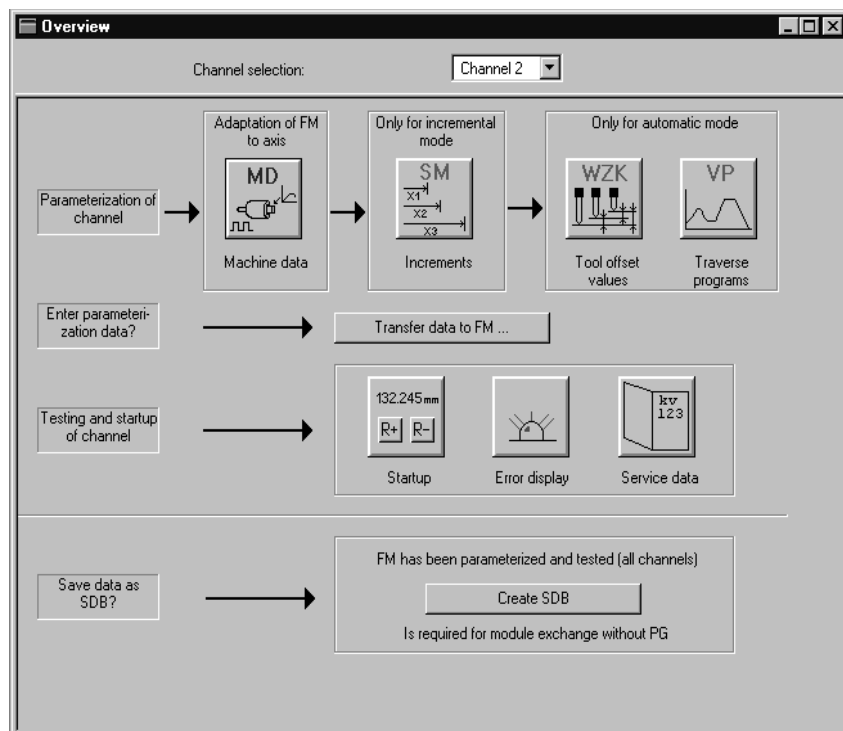 Overview
Channel selection:
Channel 2
Adaptation of FM
to axis
Only for incremental
mode
Only for automatic mode
Parameterization of
channel
MD
SM
X1
X2
X3
WZK
VP
Machine data
Increments
Tool offset
values
Traverse
programs
Enter parameteri-
zation data?
Transfer data to FM ...
Testing and startup
of channel
132.245 mm
R+
R-
kv
123
Startup
Error display
Service data
Save data as
SDB?
FM has been parameterized and tested (all channels)
Create SDB
Is required for module exchange without PG